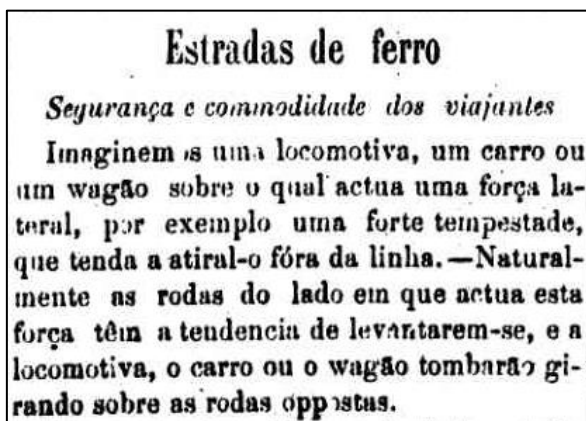 Estradas de ferro
Segurança e commodidade dos viajantes
Imaginemos uma locomotiva, um carro ou
um wagão sobre o qual actua uma força la-
teral, por exemplo uma forte tempestade,
que tenda a atiral-o fóra da linha.—Natural-
mente as rodas do lado em que actua esta
força têm a tendencia de levantarem-se, e a
locomotiva, o carro ou o wagão tombarão gi-
rando sobre as rodas oppostas.